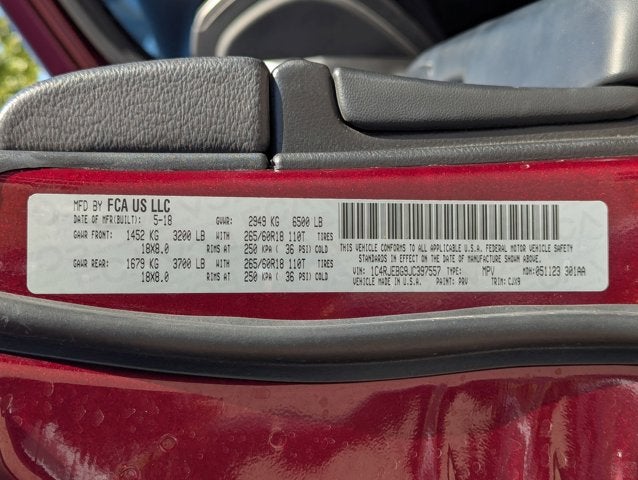 MFD BY FCA US LLC
DATE OF MFR(BUILT): 5-18 GVWR: 2949 KG 6500 LB
GAWR FRONT: 1452 KG 3200 LB WITH 265/60R18 110T TIRES
18X8.0 RIMS AT 250 KPA ( 36 PSI) COLD
GAWR REAR: 1679 KG 3700 LB WITH 265/60R18 110T TIRES
18X8.0 RIMS AT 250 KPA ( 36 PSI) COLD
THIS VEHICLE CONFORMS TO ALL APPLICABLE U.S.A. FEDERAL MOTOR VEHICLE SAFETY
STANDARDS IN EFFECT ON THE DATE OF MANUFACTURE SHOWN ABOVE.
VIN: 1C4RJEBG9JC397557 TYPE: MPV MDH: 051123 301AA
VEHICLE MADE IN U.S.A. PAINT: PRV TRIM: CJX9